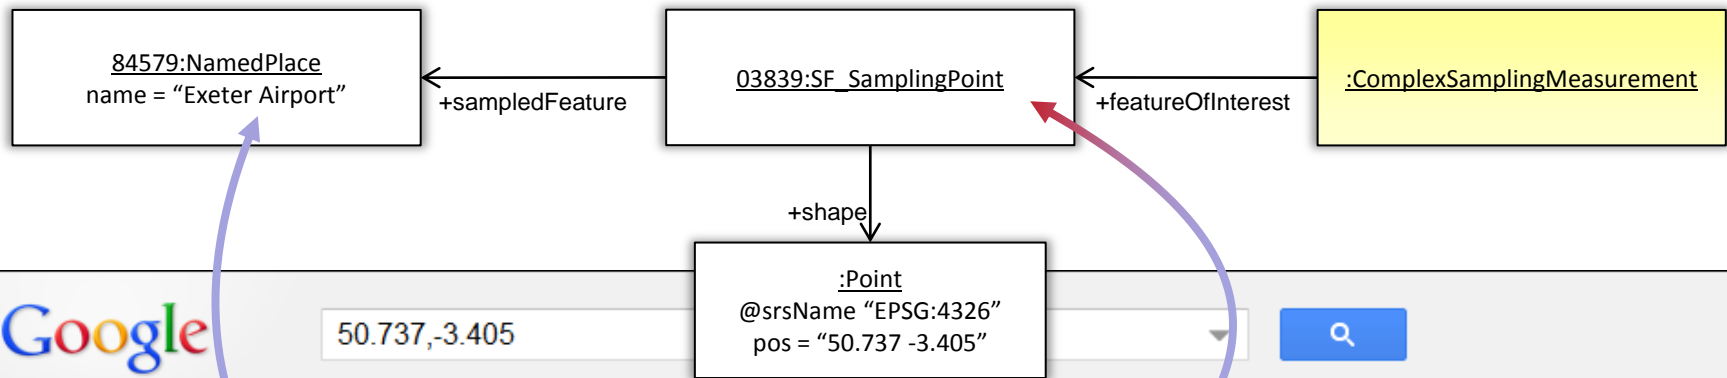 84579:NamedPlace
name = “Exeter Airport”
+sampledFeature
03839:SF_SamplingPoint
+featureOfInterest
:ComplexSamplingMeasurement
+shape
:Point
@srsName “EPSG:4326”
pos = “50.737 -3.405”
Google
50.737,-3.405